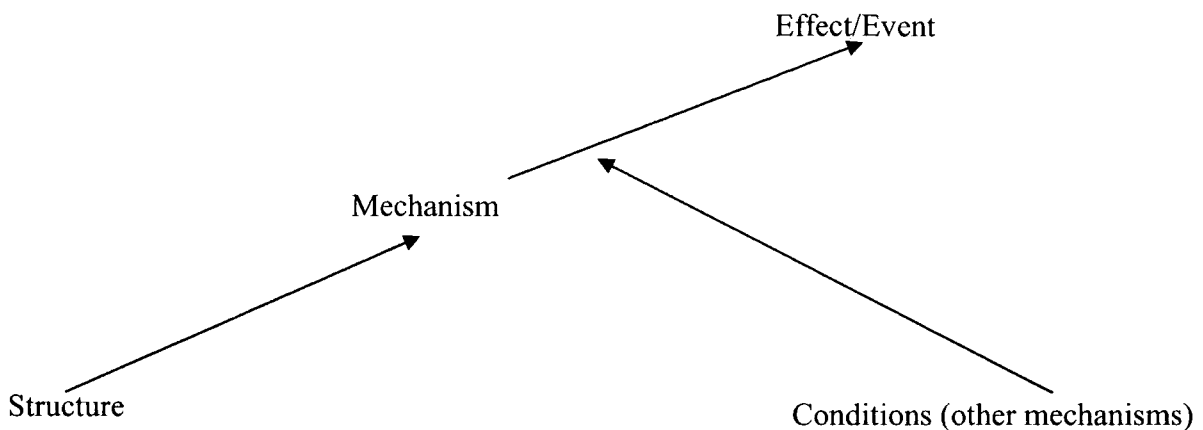 Effect/Event
Mechanism
Structure
Conditions (other mechanisms)